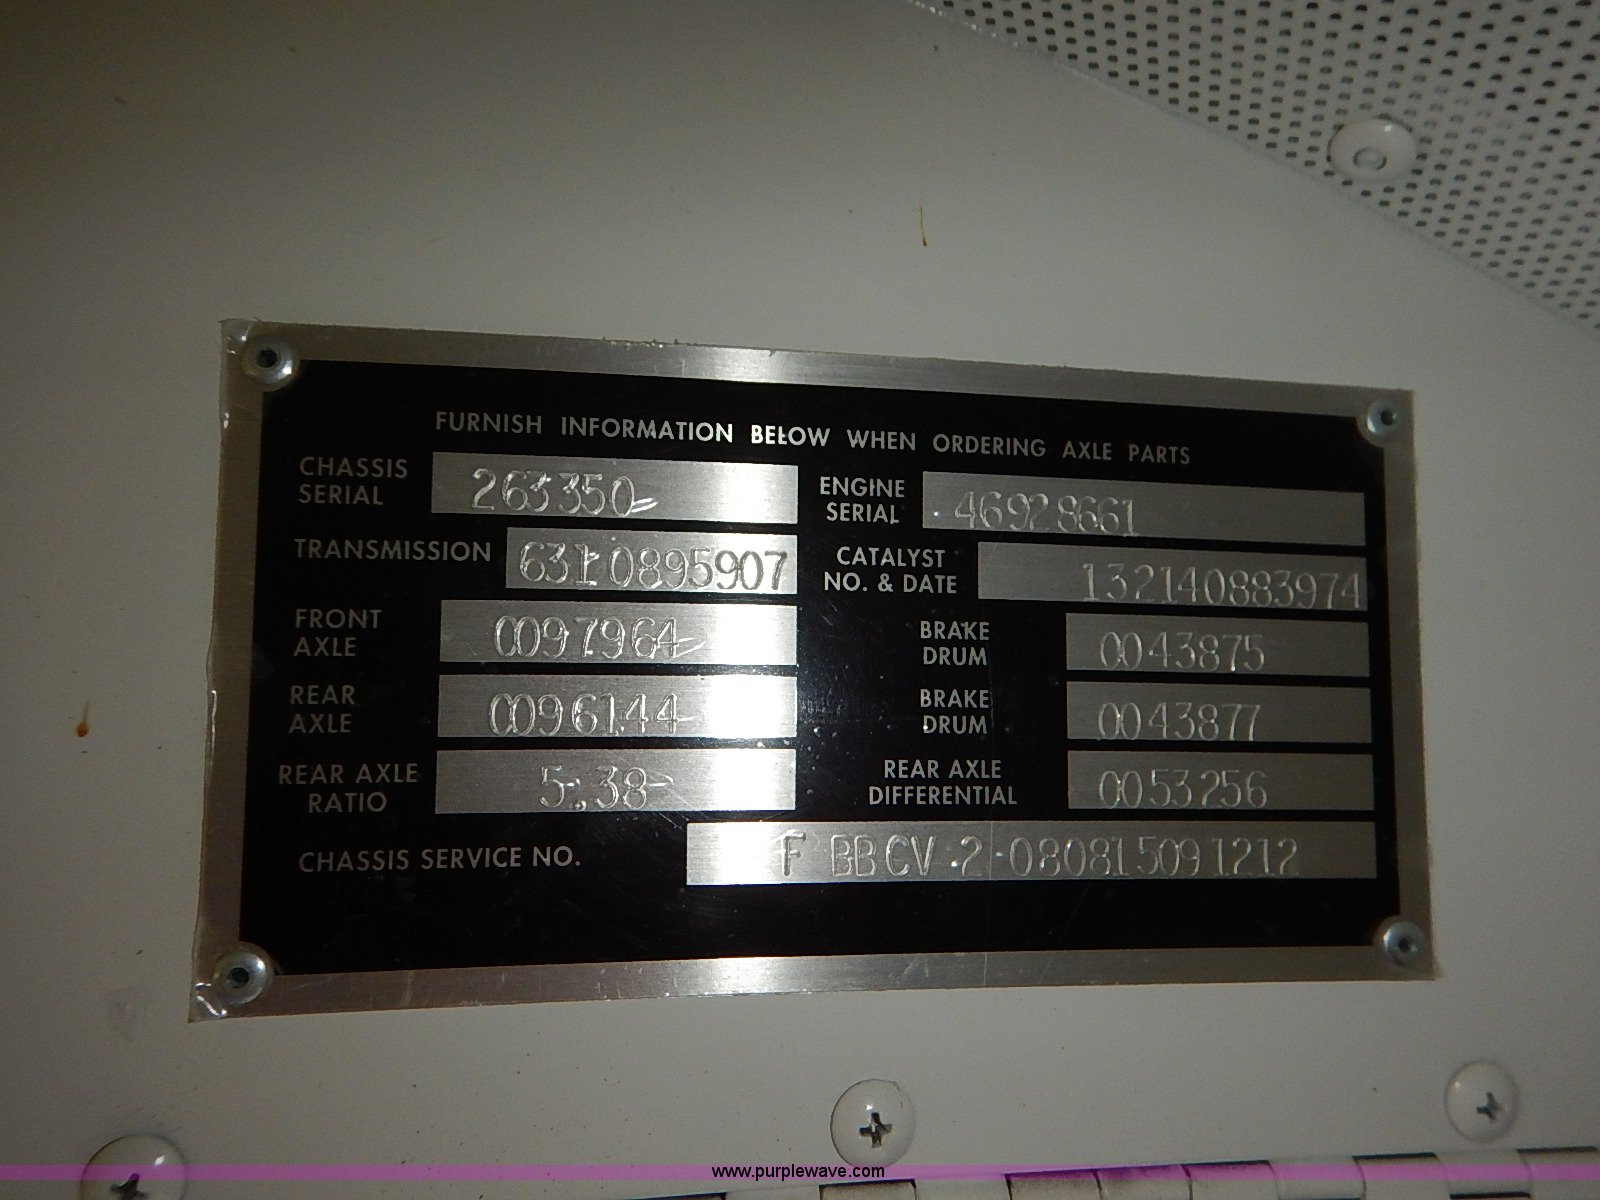 FURNISH INFORMATION BELOW WHEN ORDERING AXLE PARTS
CHASSIS SERIAL 263350 ENGINE SERIAL 46928661
TRANSMISSION 6310895907 CATALYST NO. & DATE 132140883974
FRONT AXLE 0097964 BRAKE DRUM 0043875
REAR AXLE 0096144 BRAKE DRUM 0043877
REAR AXLE RATIO 5.38 REAR AXLE DIFFERENTIAL 0053256
CHASSIS SERVICE NO. F BBCV 2-080815091212
www.purplewave.com